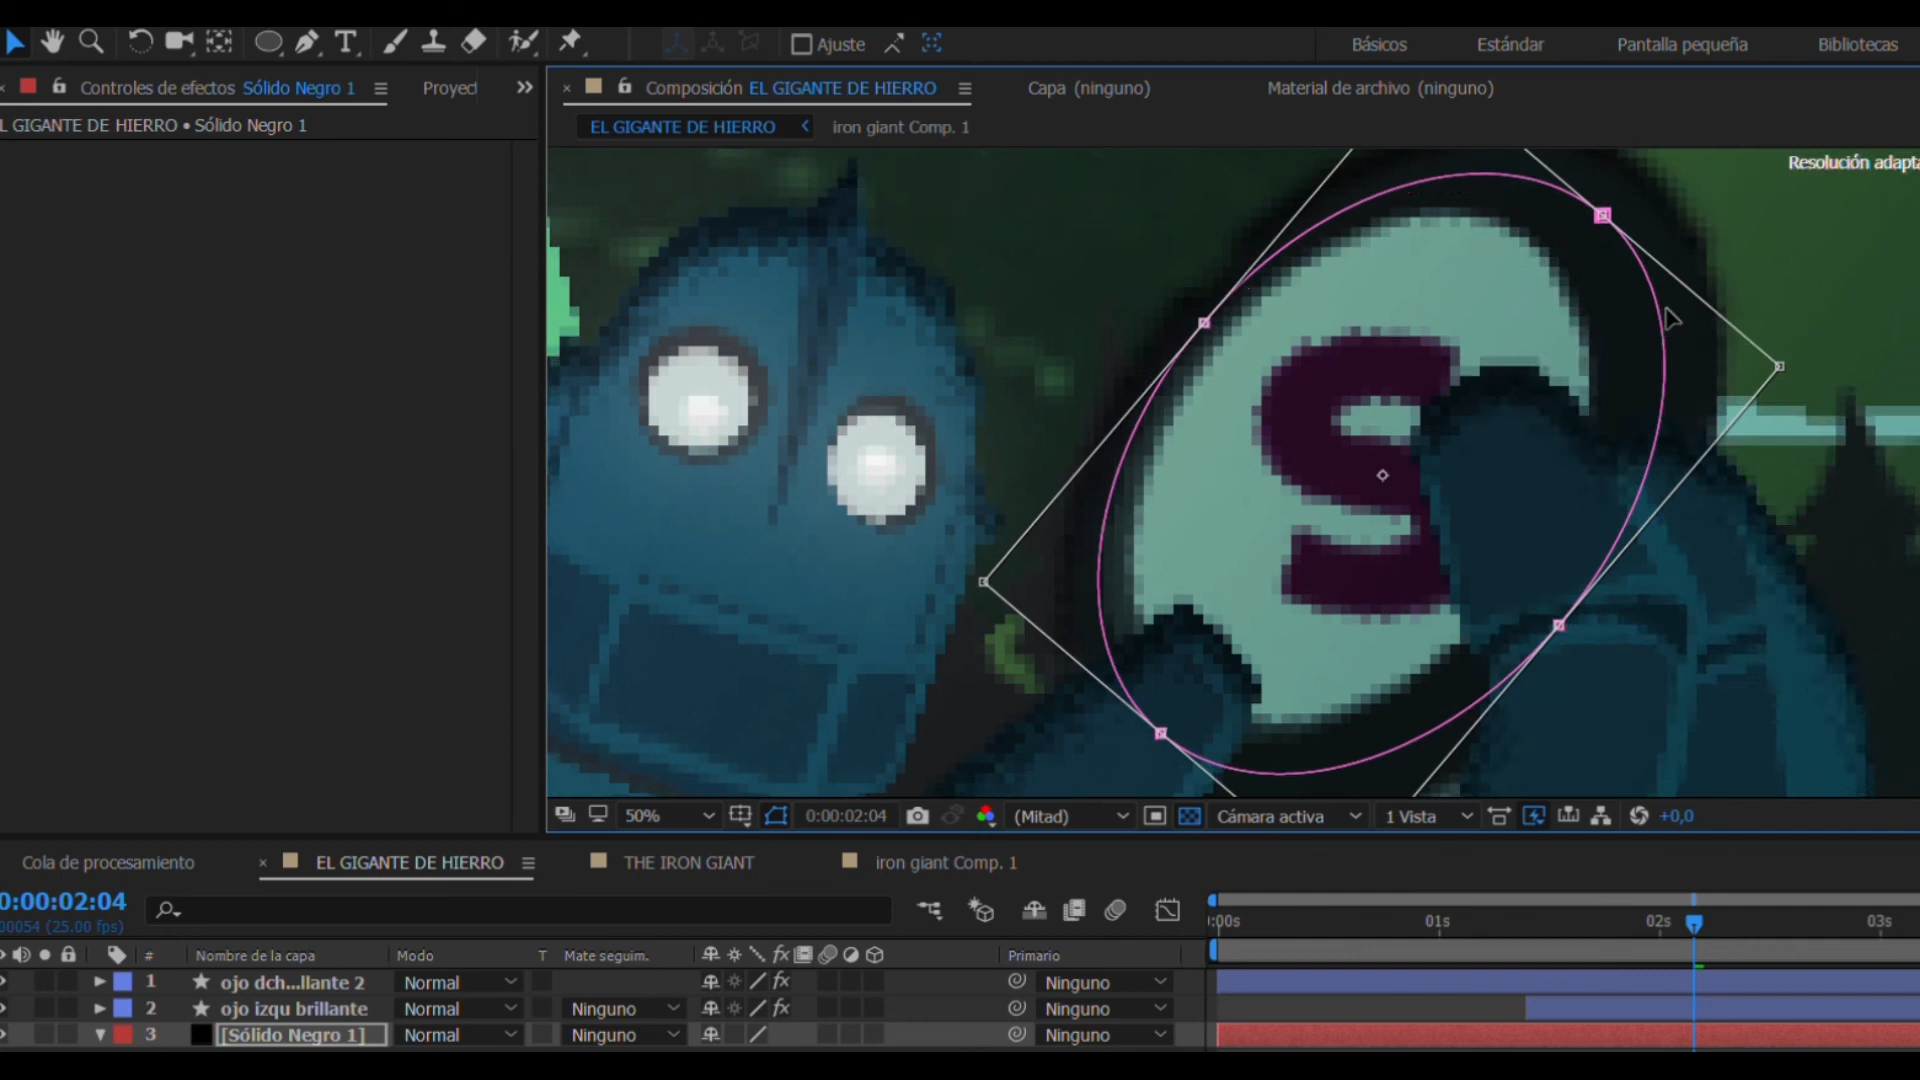 Ajuste
Básicos
Estándar
Pantalla pequeña
Bibliotecas
Controles de efectos Sólido Negro 1
Proyec
Composición EL GIGANTE DE HIERRO
Capa (ninguno)
Material de archivo (ninguno)
L GIGANTE DE HIERRO • Sólido Negro 1
EL GIGANTE DE HIERRO
iron giant Comp. 1
Resolución adapta
S
50%
0:00:02:04
(Mitad)
Cámara activa
1 Vista
+0,0
Cola de procesamiento
EL GIGANTE DE HIERRO
THE IRON GIANT
iron giant Comp. 1
0:00:02:04
00054 (25.00 fps)
:00s
01s
02s
03s
#
Nombre de la capa
Modo
T
Mate seguim.
fx
Primario
1
ojo dch...llante 2
Normal
fx
Ninguno
2
ojo izqu brillante
Normal
Ninguno
fx
Ninguno
3
[Sólido Negro 1]
Normal
Ninguno
Ninguno